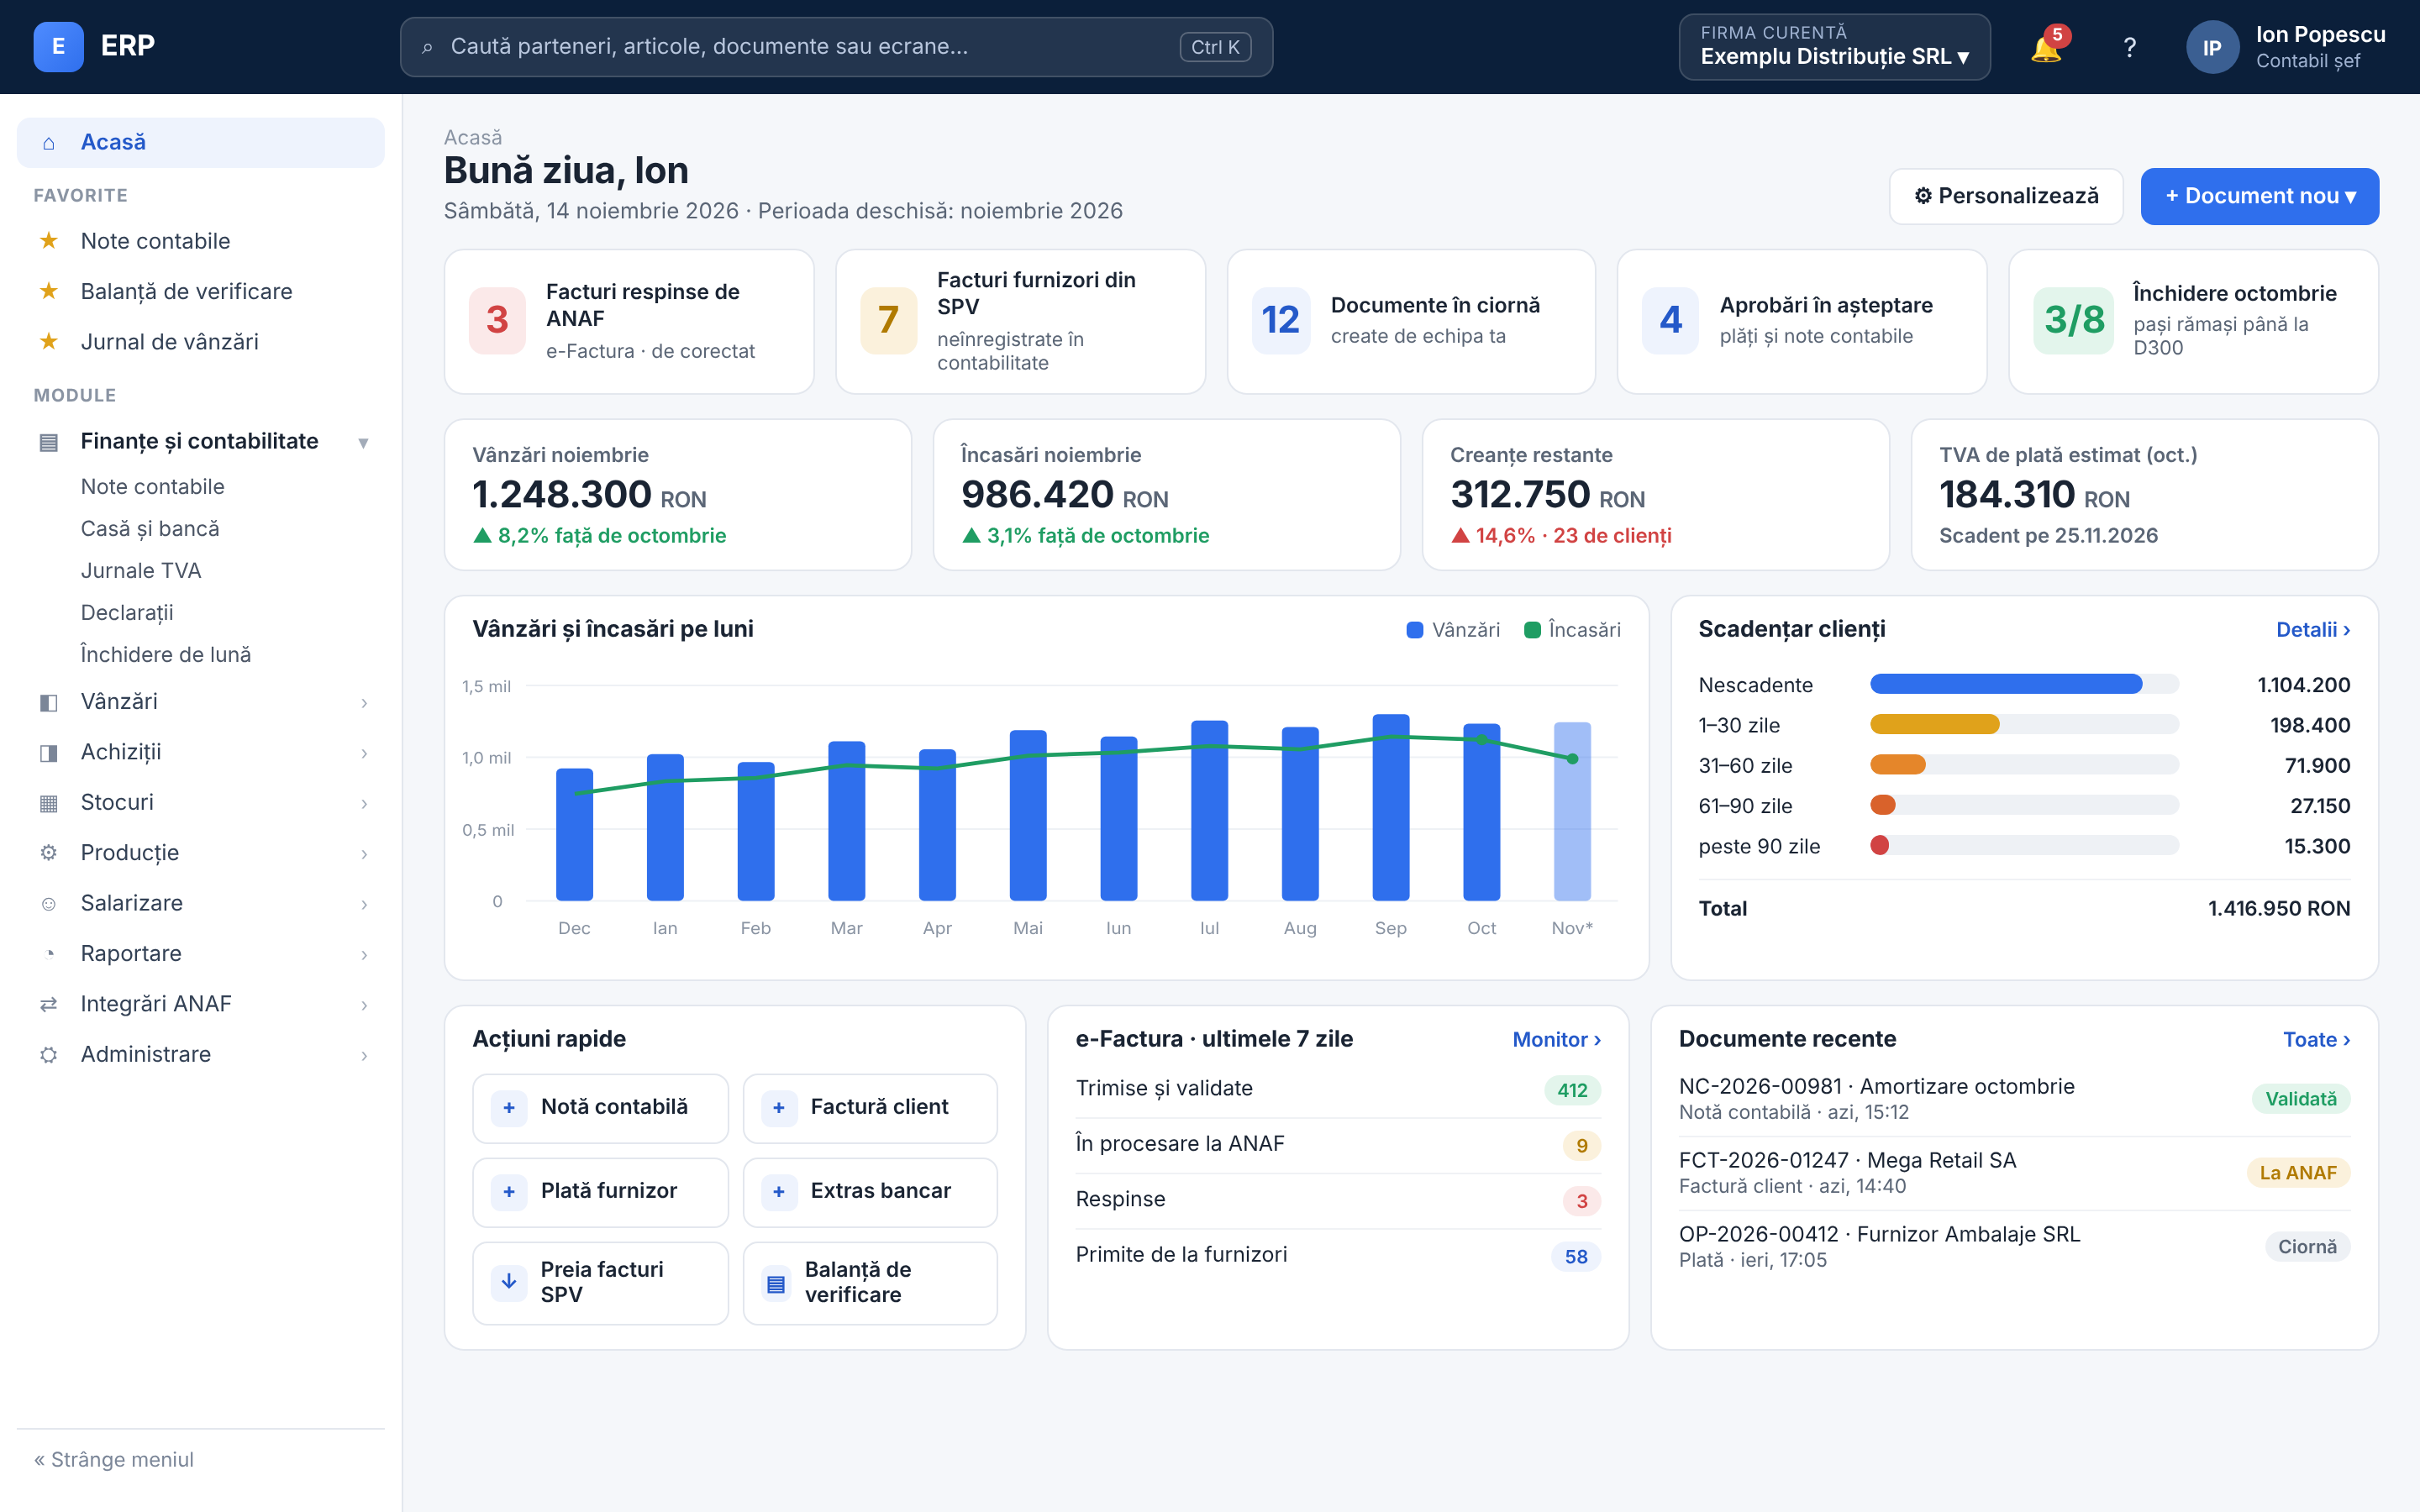 E ERP
Caută parteneri, articole, documente sau ecrane... Ctrl K
FIRMA CURENTĂ
Exemplu Distribuție SRL ▾
5
?
IP
Ion Popescu
Contabil șef
Acasă
FAVORITE
Note contabile
Balanță de verificare
Jurnal de vânzări
MODULE
Finanțe și contabilitate
Note contabile
Casă și bancă
Jurnale TVA
Declarații
Închidere de lună
Vânzări
Achiziții
Stocuri
Producție
Salarizare
Raportare
Integrări ANAF
Administrare
« Strânge meniul
Acasă
Bună ziua, Ion
Sâmbătă, 14 noiembrie 2026 · Perioada deschisă: noiembrie 2026
⚙ Personalizează
+ Document nou ▾
3
Facturi respinse de
ANAF
e-Factura · de corectat
7
Facturi furnizori din
SPV
neînregistrate în
contabilitate
12
Documente în ciornă
create de echipa ta
4
Aprobări în așteptare
plăți și note contabile
3/8
Închidere octombrie
pași rămași până la
D300
Vânzări noiembrie
1.248.300 RON
▲ 8,2% față de octombrie
Încasări noiembrie
986.420 RON
▲ 3,1% față de octombrie
Creanțe restante
312.750 RON
▲ 14,6% · 23 de clienți
TVA de plată estimat (oct.)
184.310 RON
Scadent pe 25.11.2026
Vânzări și încasări pe luni
Vânzări Încasări
1,5 mil
1,0 mil
0,5 mil
0
Dec Ian Feb Mar Apr Mai Iun Iul Aug Sep Oct Nov*
Scadențar clienți Detalii ›
Nescadente 1.104.200
1–30 zile 198.400
31–60 zile 71.900
61–90 zile 27.150
peste 90 zile 15.300
Total 1.416.950 RON
Acțiuni rapide
+ Notă contabilă
+ Factură client
+ Plată furnizor
+ Extras bancar
↓ Preia facturi
SPV
Balanță de
verificare
e-Factura · ultimele 7 zile Monitor ›
Trimise și validate 412
În procesare la ANAF 9
Respinse 3
Primite de la furnizori 58
Documente recente Toate ›
NC-2026-00981 · Amortizare octombrie
Notă contabilă · azi, 15:12
Validată
FCT-2026-01247 · Mega Retail SA
Factură client · azi, 14:40
La ANAF
OP-2026-00412 · Furnizor Ambalaje SRL
Plată · ieri, 17:05
Ciornă